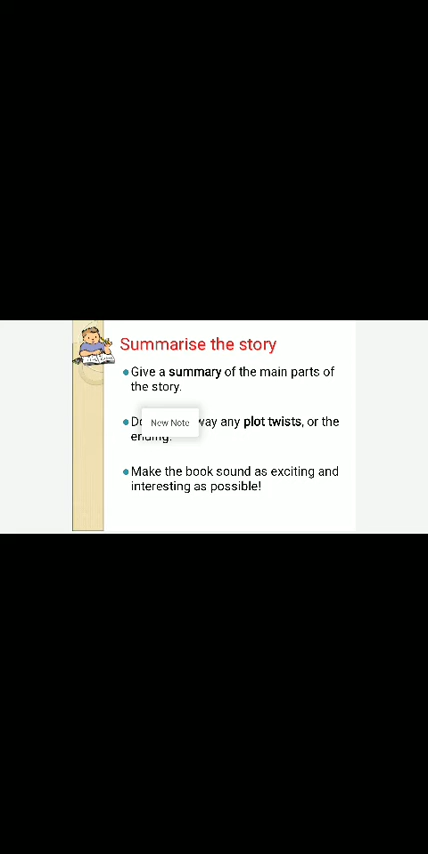 Summarise the story
Give a summary of the main parts of
the story.
New Note
way any plot twists, or the
Make the book sound as exciting and
interesting as possible!